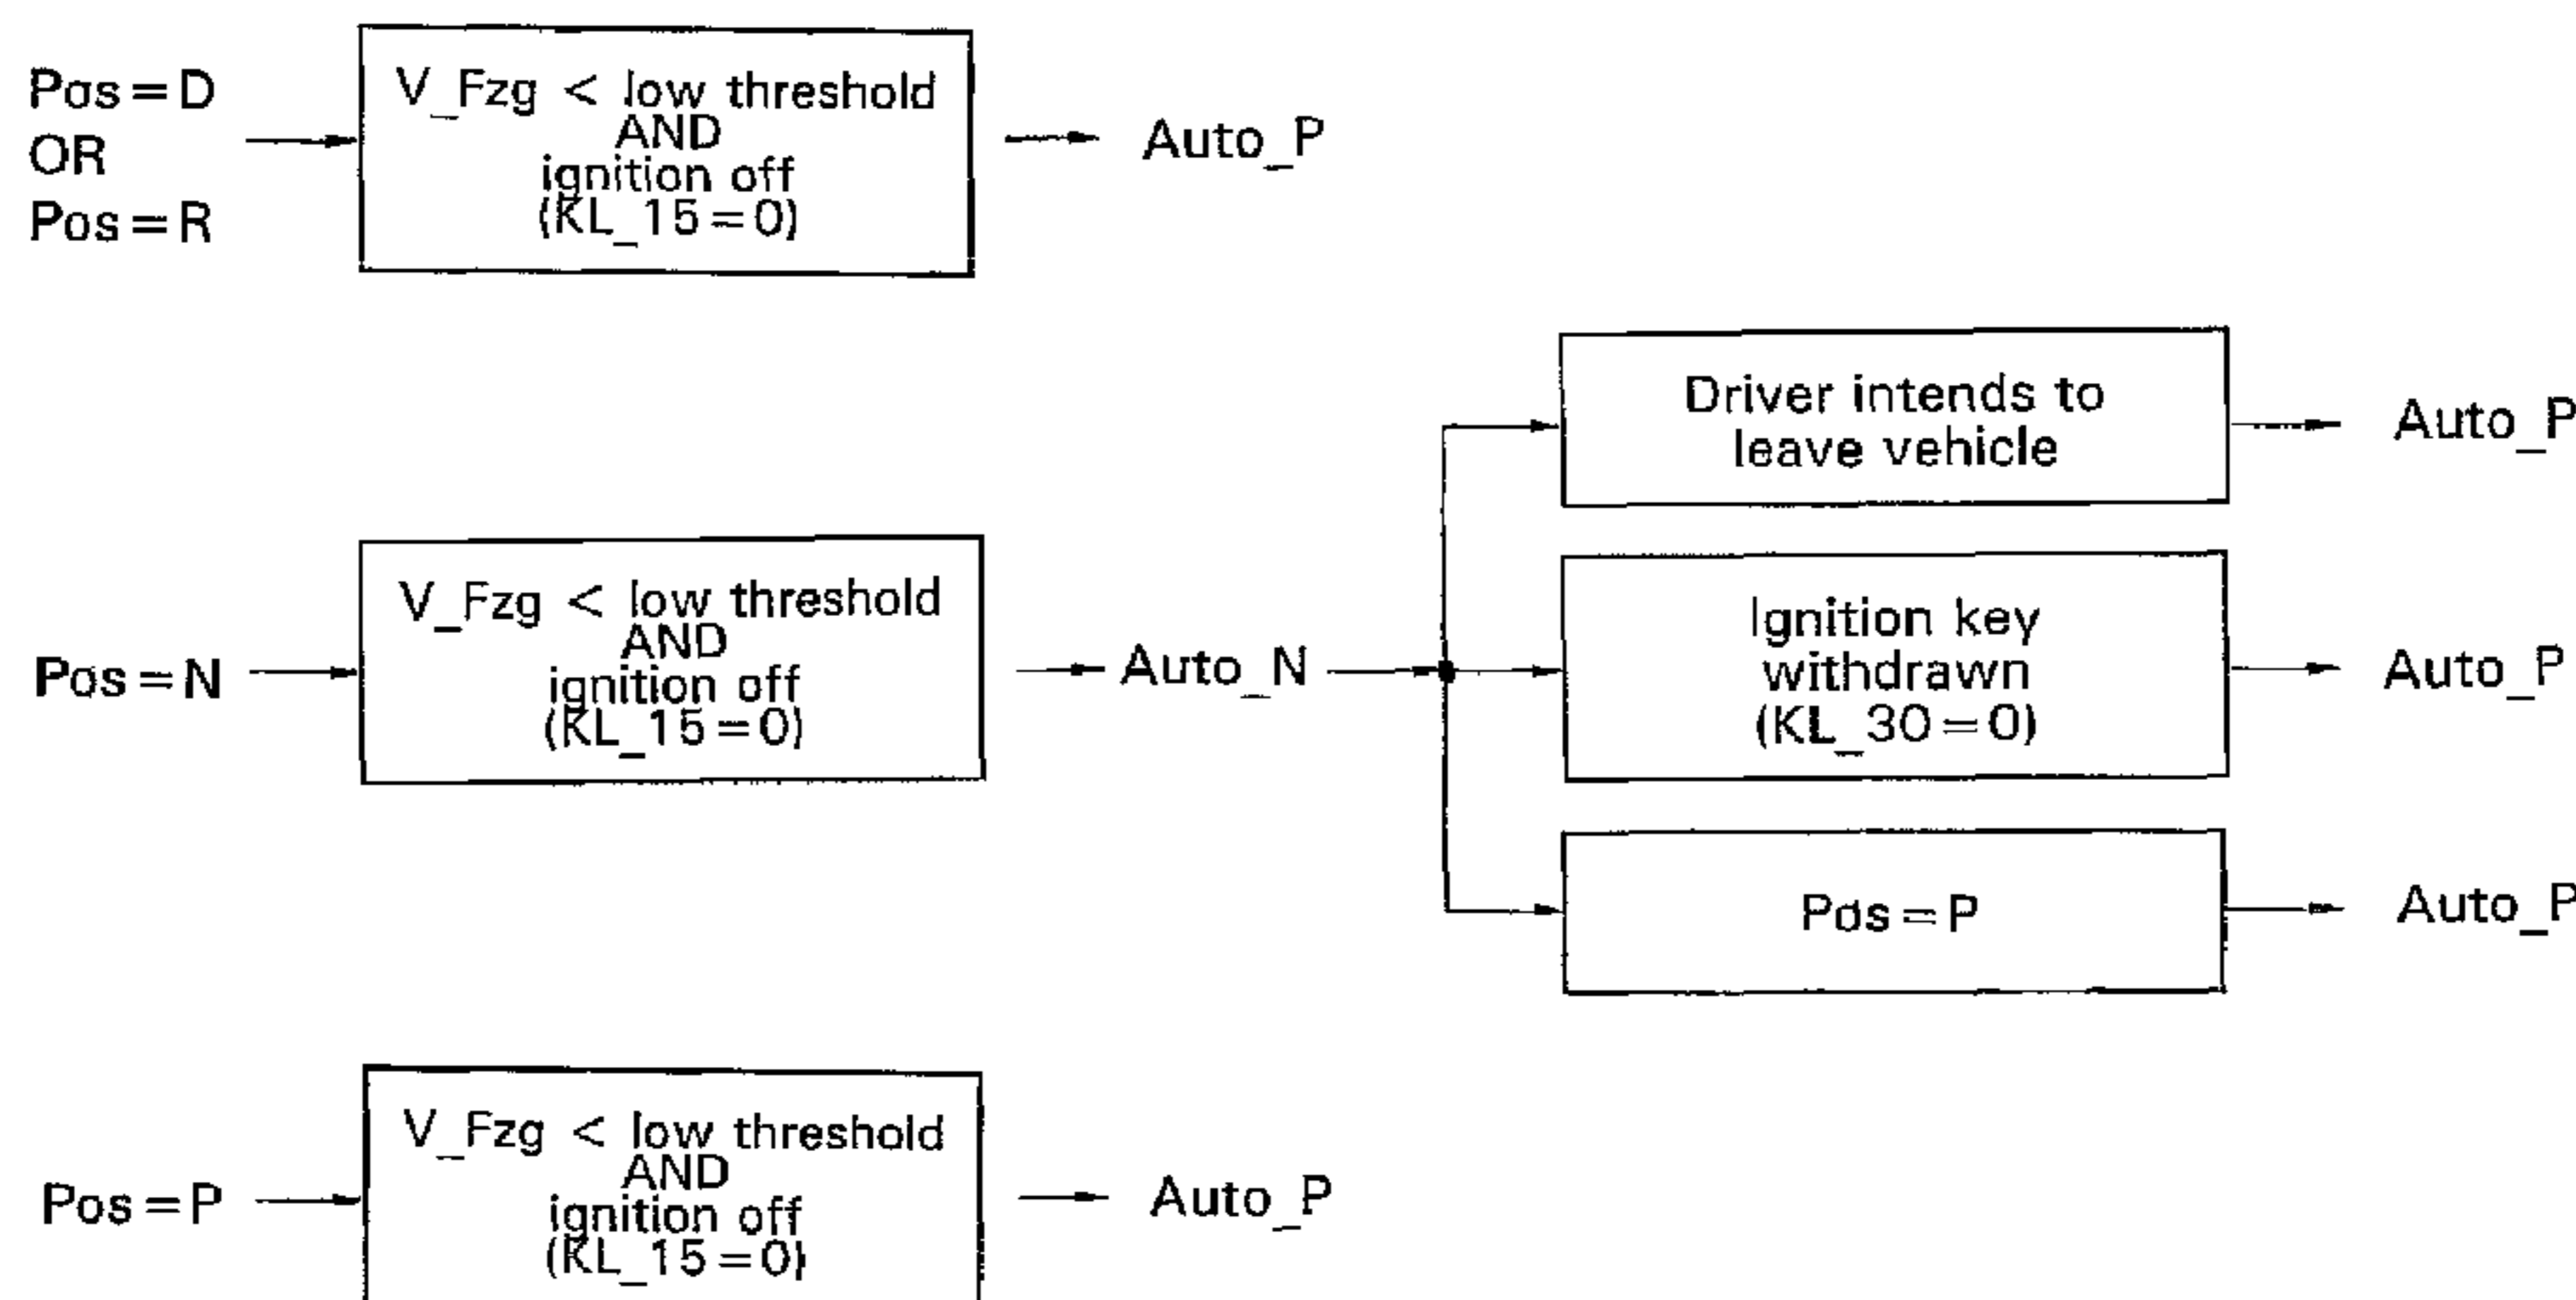 Pos=D
OR
Pos=R
V_Fzg < low threshold
AND
ignition off
(KL_15=0)
Auto_P
Pos=N
V_Fzg < low threshold
AND
ignition off
(KL_15=0)
Auto_N
Driver intends to
leave vehicle
Auto_P
Ignition key
withdrawn
(KL_30=0)
Auto_P
Pos=P
Auto_P
Pos=P
V_Fzg < low threshold
AND
ignition off
(KL_15=0)
Auto_P